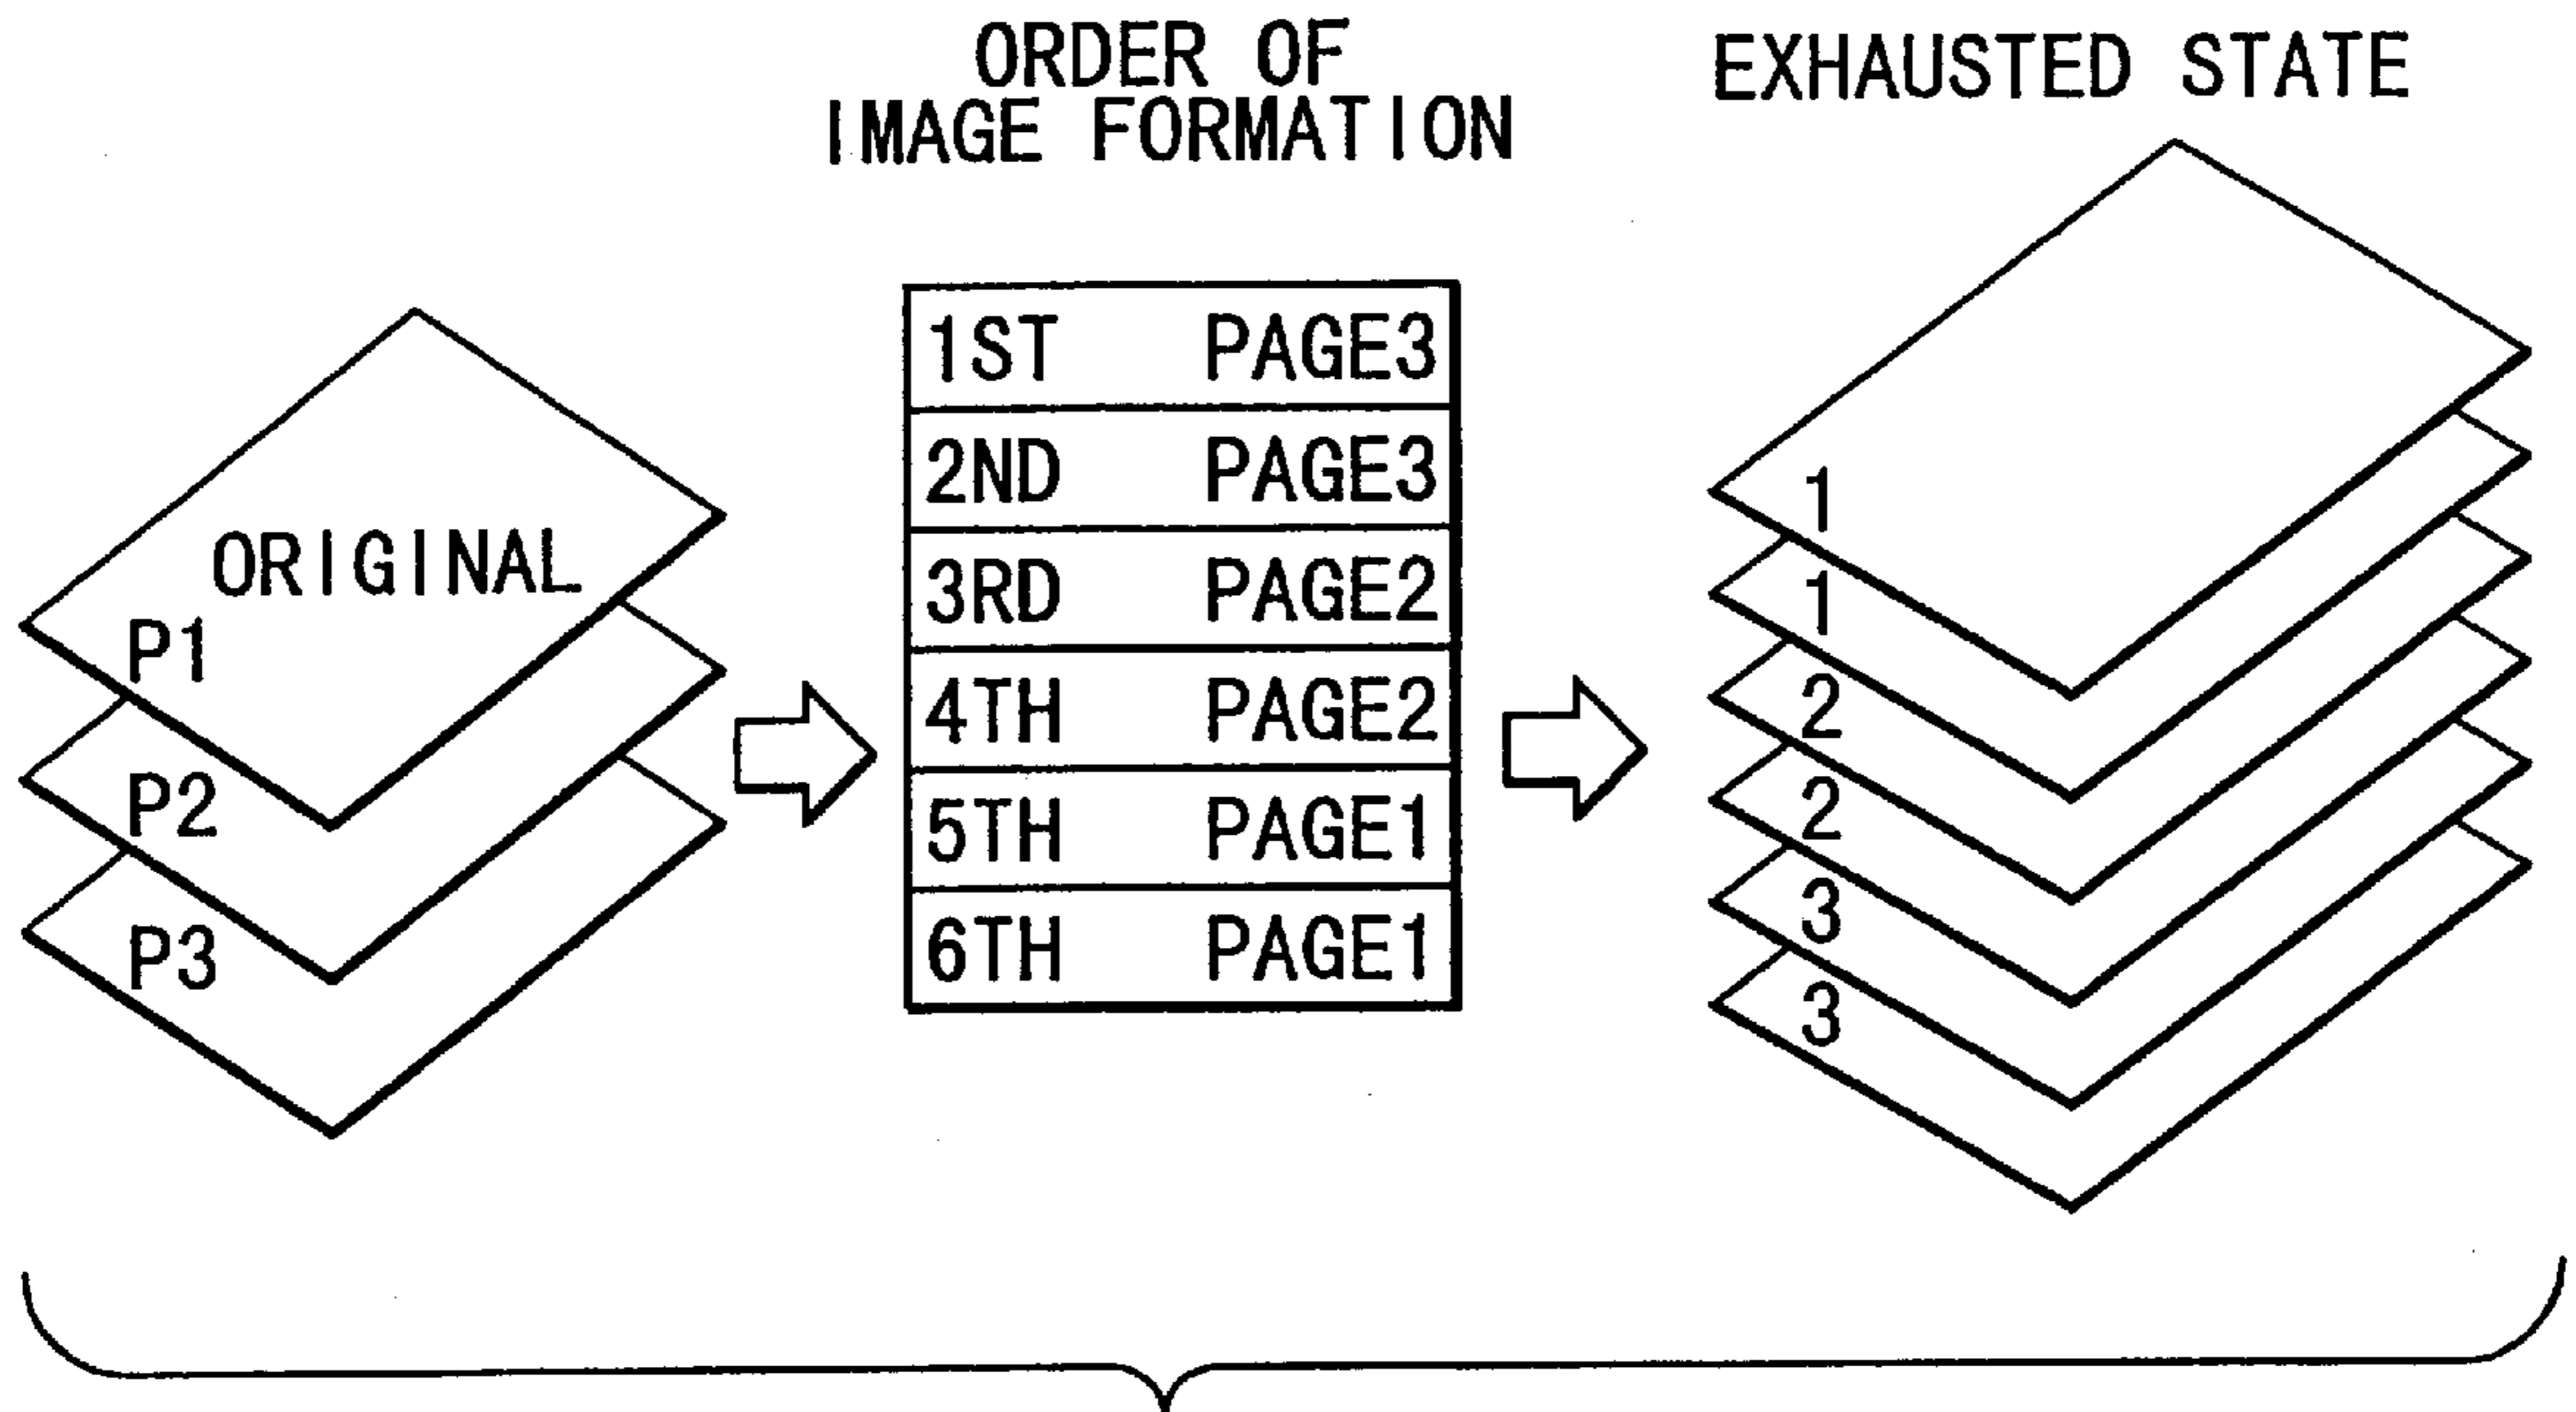 ORDER OF
IMAGE FORMATION
EXHAUSTED STATE
ORIGINAL
P1
P2
P3
1ST PAGE3
2ND PAGE3
3RD PAGE2
4TH PAGE2
5TH PAGE1
6TH PAGE1
1
1
2
2
3
3